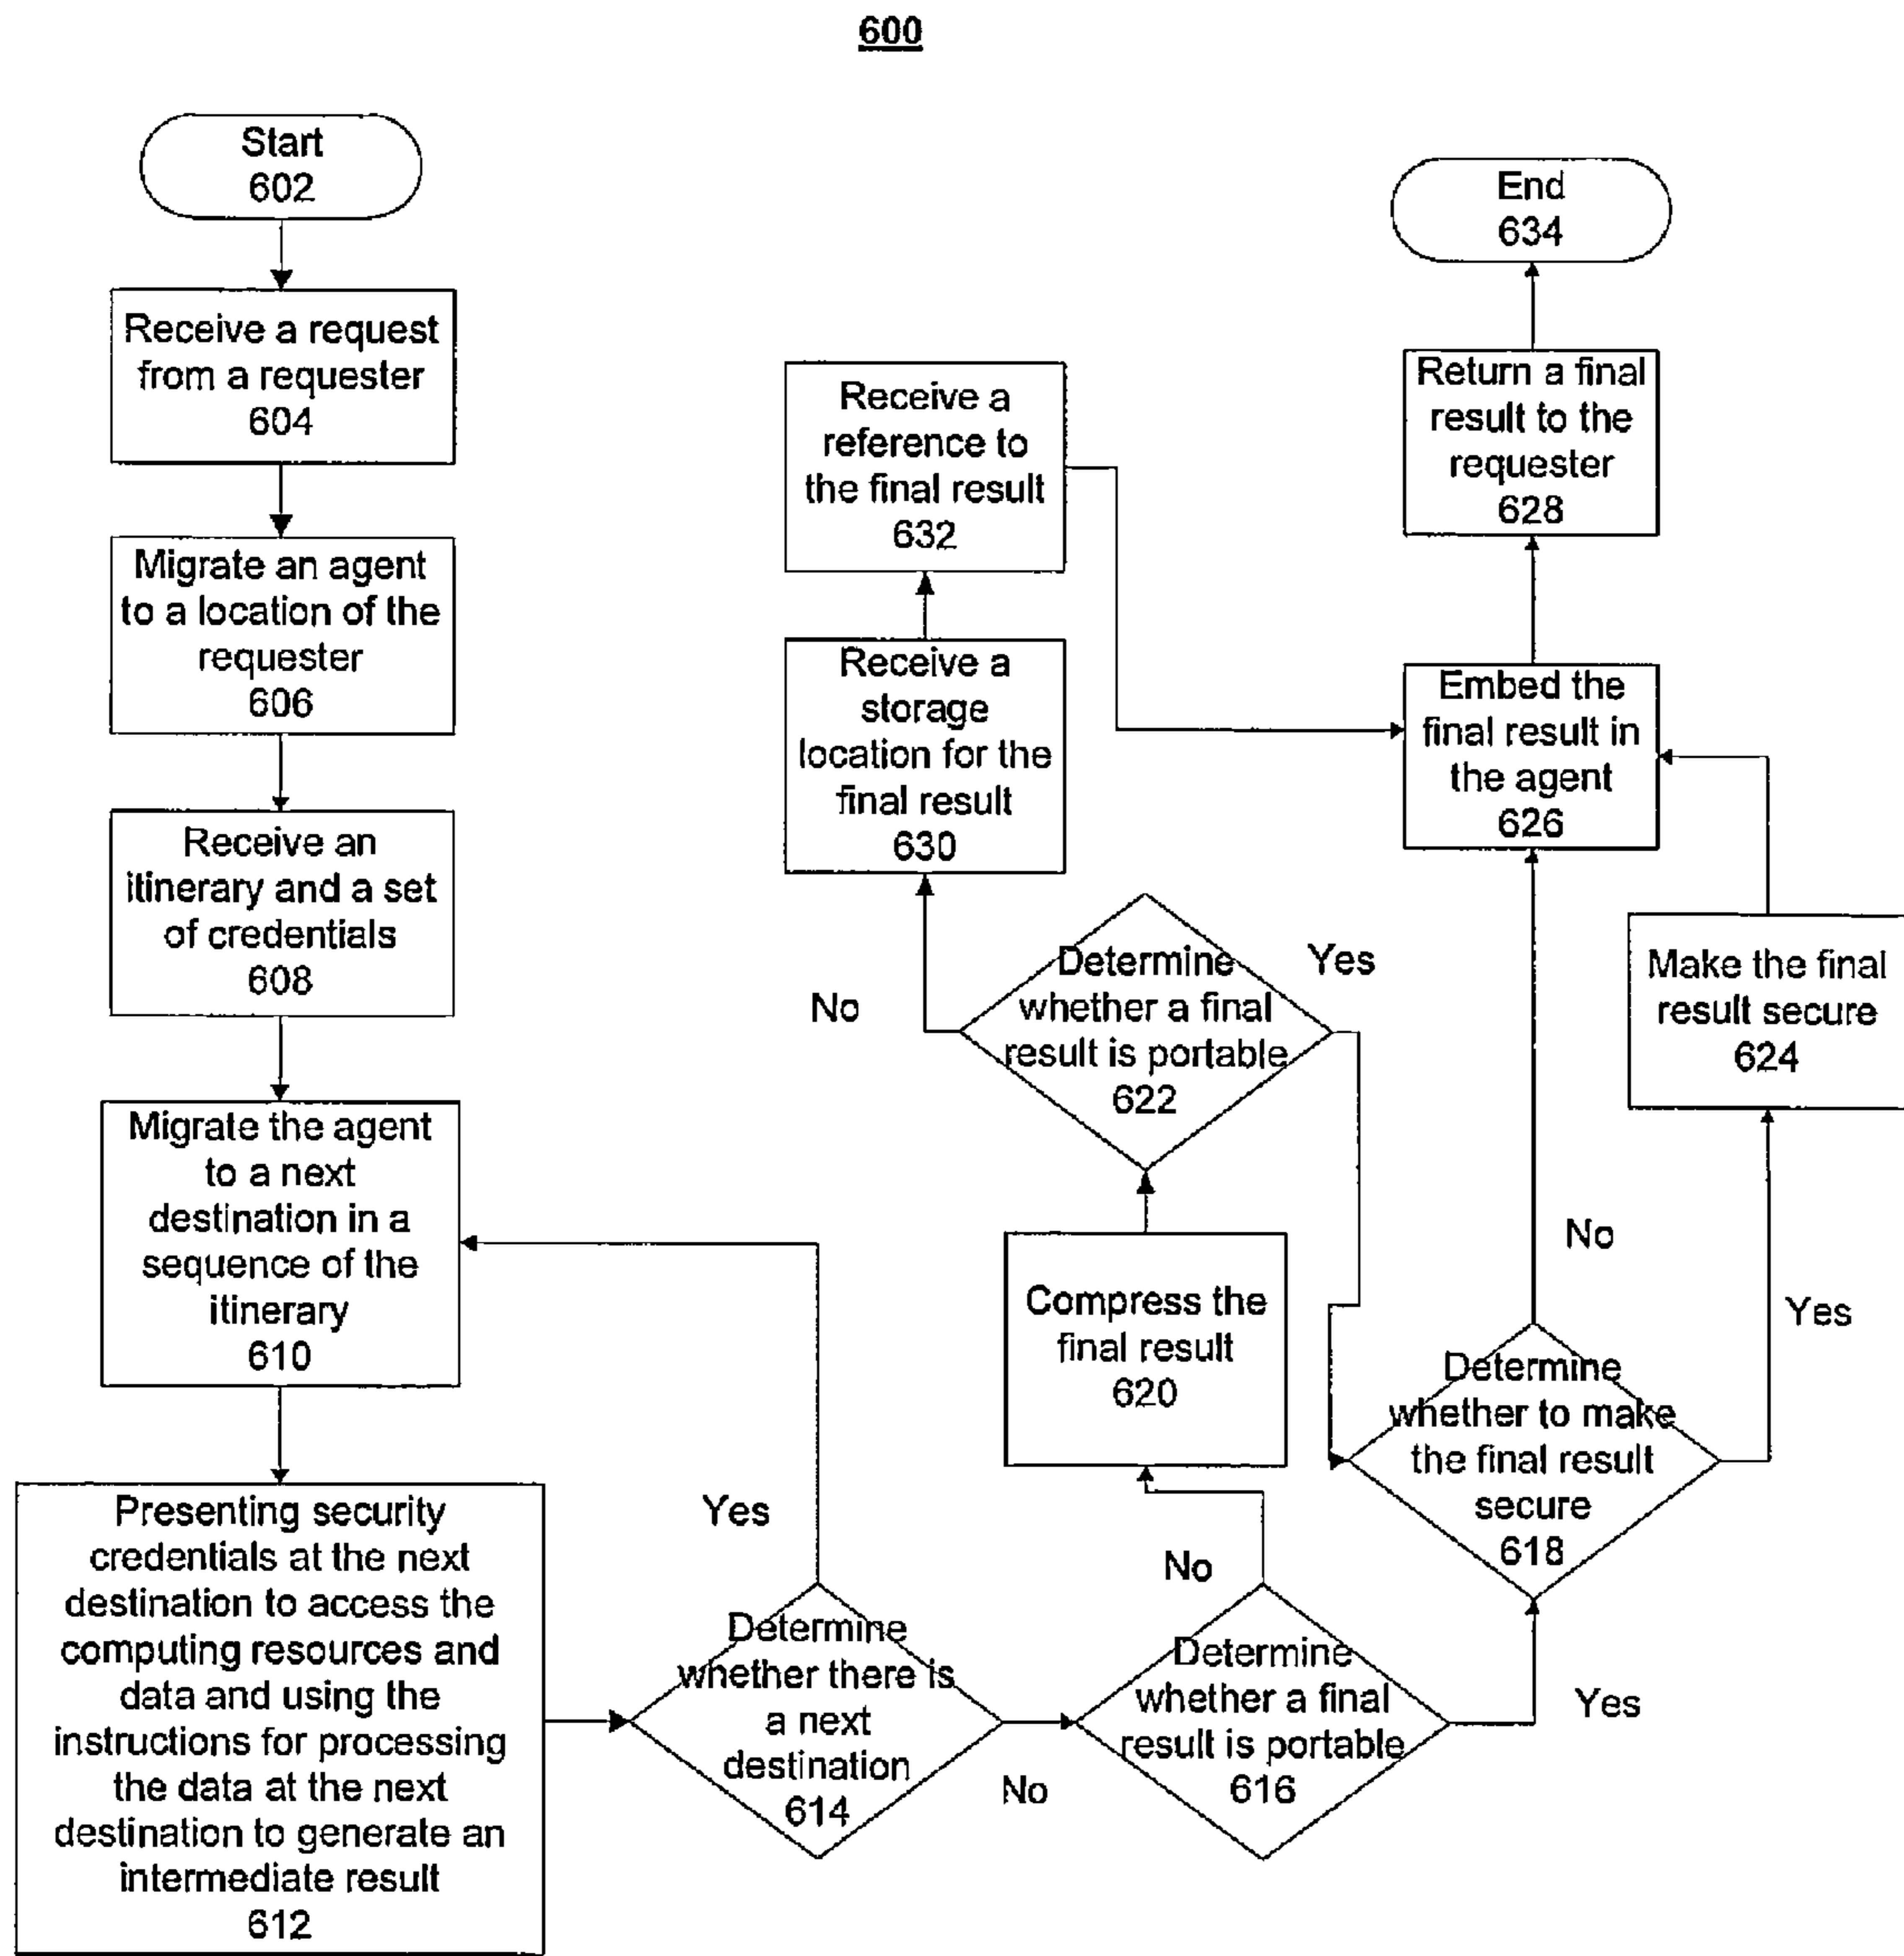 600
Start
602
Receive a request
from a requester
604
Migrate an agent
to a location of the
requester
606
Receive an
itinerary and a set
of credentials
608
Migrate the agent
to a next
destination in a
sequence of the
itinerary
610
Presenting security
credentials at the next
destination to access the
computing resources and
data and using the
instructions for processing
the data at the next
destination to generate an
intermediate result
612
Yes
Determine
whether there is
a next
destination
614
No
Determine
whether a final
result is portable
616
No
Yes
Compress the
final result
620
Determine
whether a final
result is portable
622
No
Yes
Receive a
storage
location for the
final result
630
Receive a
reference to
the final result
632
Determine
whether to make
the final result
secure
618
No
Yes
Make the final
result secure
624
Embed the
final result in
the agent
626
Return a final
result to the
requester
628
End
634